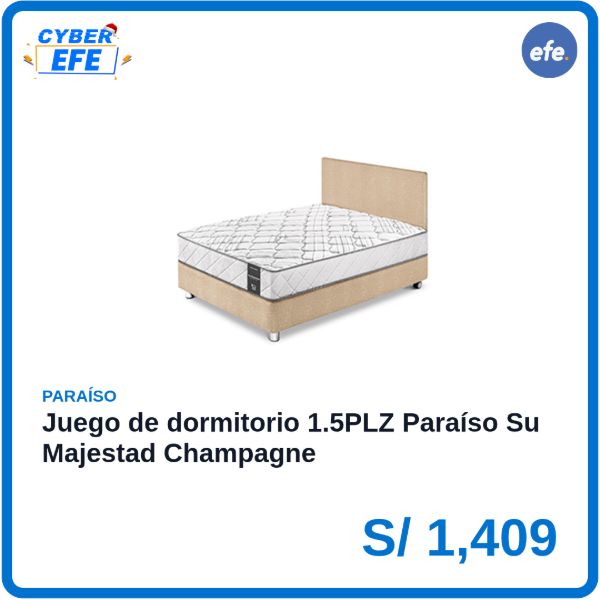 CYBER
EFE
efe.
PARAÍSO
Juego de dormitorio 1.5PLZ Paraíso Su
Majestad Champagne
S/ 1,409